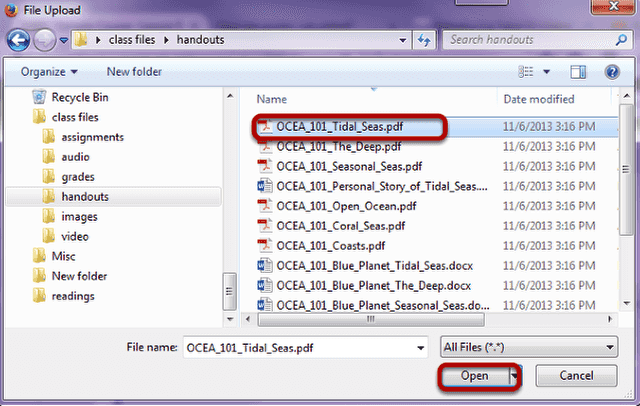 File Upload
class files handouts
Search handouts
Organize New folder
Recycle Bin
class files
assignments
audio
grades
handouts
images
video
Misc
New folder
readings
Name Date modified
OCEA_101_Tidal_Seas.pdf 11/6/2013 3:16 PM
OCEA_101_The_Deep.pdf 11/6/2013 3:16 PM
OCEA_101_Seasonal_Seas.pdf 11/6/2013 3:16 PM
OCEA_101_Personal_Story_of_Tidal_Seas.... 11/6/2013 3:16 PM
OCEA_101_Open_Ocean.pdf 11/6/2013 3:16 PM
OCEA_101_Coral_Seas.pdf 11/6/2013 3:16 PM
OCEA_101_Coasts.pdf 11/6/2013 3:16 PM
OCEA_101_Blue_Planet_Tidal_Seas.docx 11/6/2013 3:16 PM
OCEA_101_Blue_Planet_The_Deep.docx 11/6/2013 3:16 PM
OCEA_101_Blue_Planet_Seasonal_Seas.do... 11/6/2013 3:16 PM
File name: OCEA_101_Tidal_Seas.pdf All Files (*.*)
Open Cancel